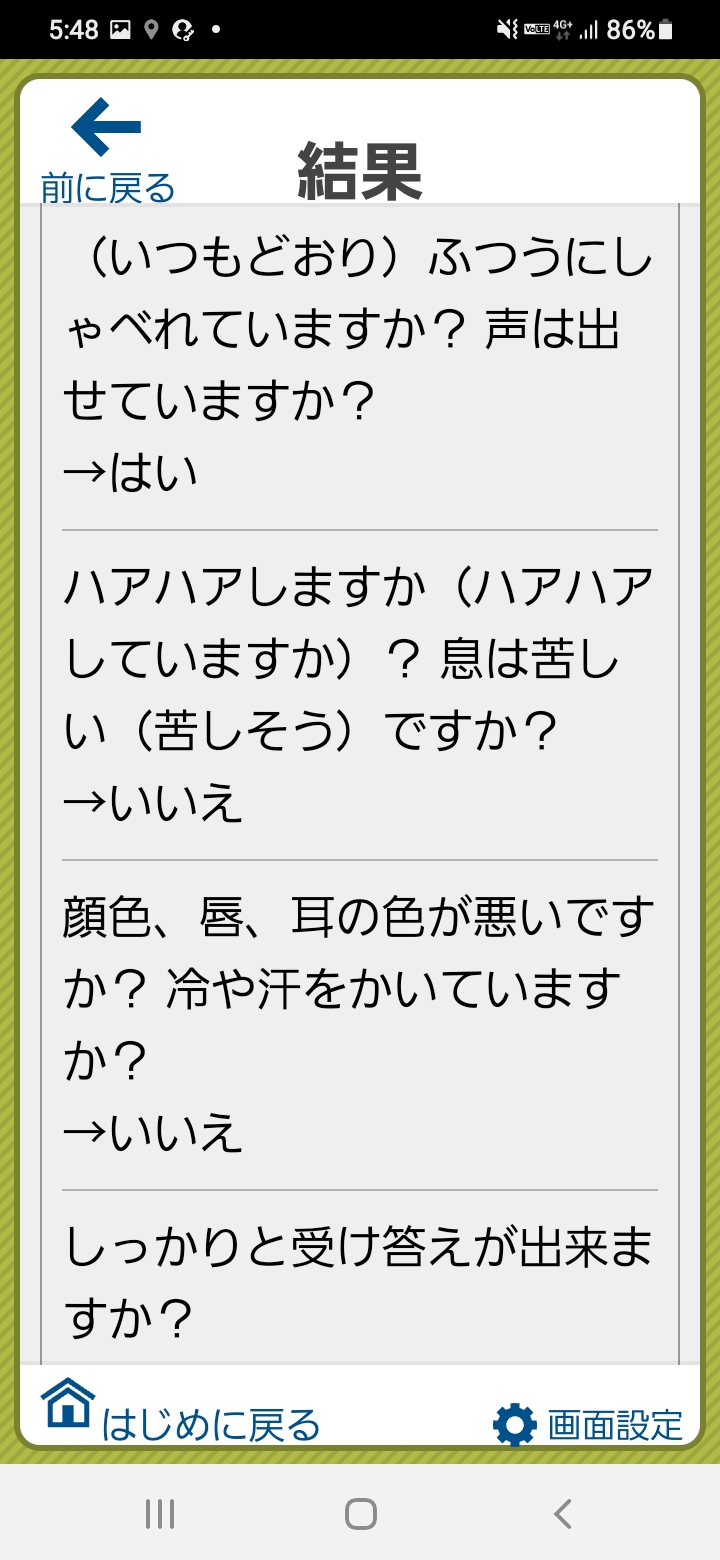 5:48
VoLTE 4G+ 86%
前に戻る
結果
（いつもどおり）ふつうにし
ゃべれていますか？ 声は出
せていますか？
→はい
ハアハアしますか（ハアハア
していますか）？ 息は苦し
い（苦しそう）ですか？
→いいえ
顔色、唇、耳の色が悪いです
か？ 冷や汗をかいています
か？
→いいえ
しっかりと受け答えが出来ま
すか？
はじめに戻る
画面設定